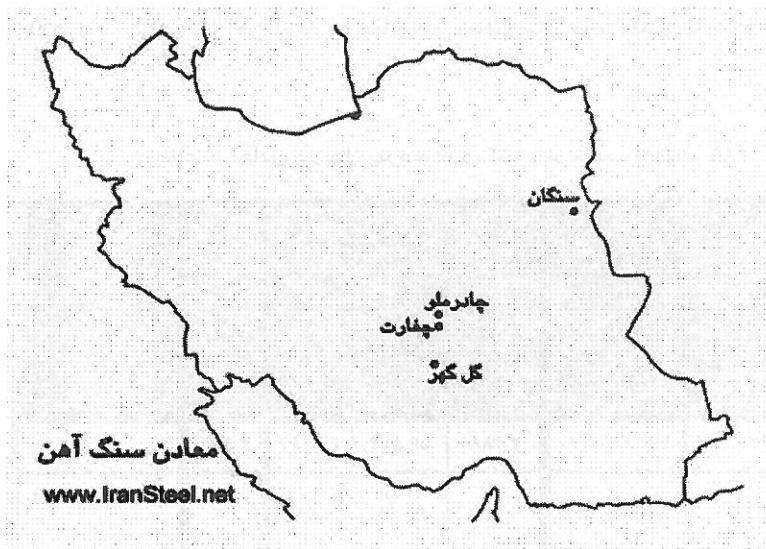 سنگان
چادرملو
چغارت
گل گهر
معادن سنگ آهن
www.IranSteel.net